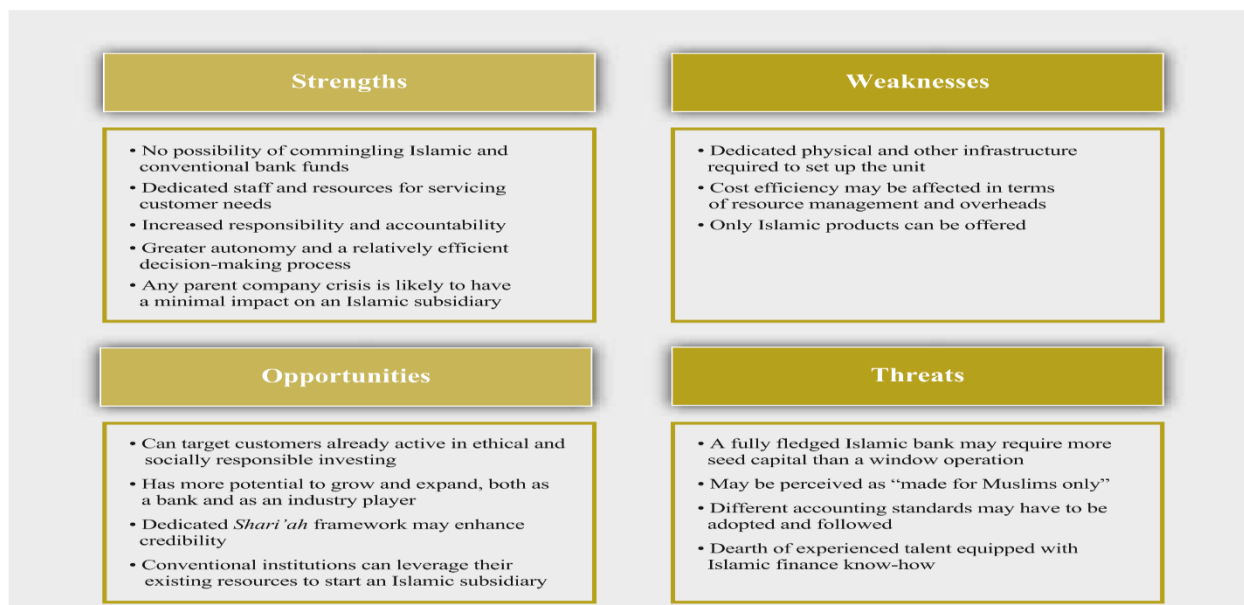 Strengths
• No possibility of commingling Islamic and
conventional bank funds
• Dedicated staff and resources for servicing
customer needs
• Increased responsibility and accountability
• Greater autonomy and a relatively efficient
decision-making process
• Any parent company crisis is likely to have
a minimal impact on an Islamic subsidiary
Weaknesses
• Dedicated physical and other infrastructure
required to set up the unit
• Cost efficiency may be affected in terms
of resource management and overheads
• Only Islamic products can be offered
Opportunities
• Can target customers already active in ethical and
socially responsible investing
• Has more potential to grow and expand, both as
a bank and as an industry player
• Dedicated Shari’ah framework may enhance
credibility
• Conventional institutions can leverage their
existing resources to start an Islamic subsidiary
Threats
• A fully fledged Islamic bank may require more
seed capital than a window operation
• May be perceived as “made for Muslims only”
• Different accounting standards may have to be
adopted and followed
• Dearth of experienced talent equipped with
Islamic finance know-how